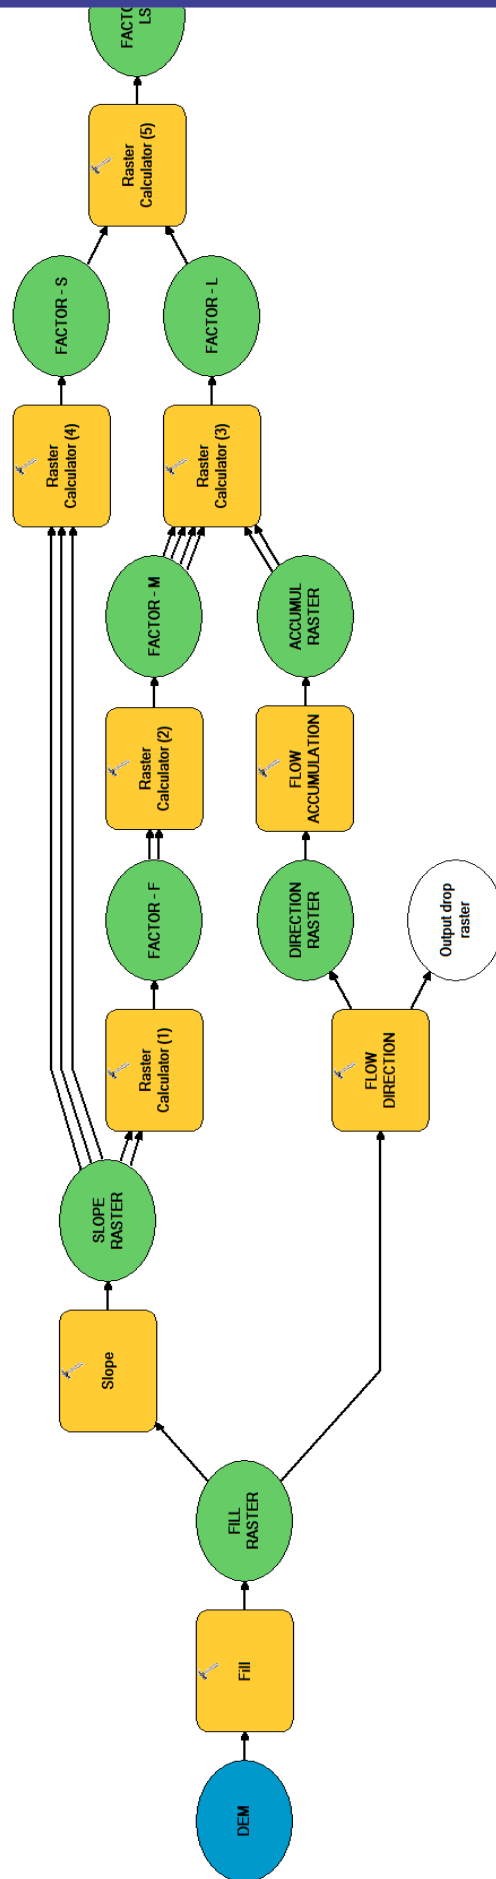 DEM
Fill
FILL
RASTER
Slope
SLOPE
RASTER
Raster
Calculator (1)
FACTOR - F
Raster
Calculator (2)
FACTOR - M
FLOW
DIRECTION
DIRECTION
RASTER
Output drop
raster
FLOW
ACCUMULATION
ACCUMUL
RASTER
Raster
Calculator (4)
Raster
Calculator (3)
FACTOR - S
FACTOR - L
Raster
Calculator (5)
LS